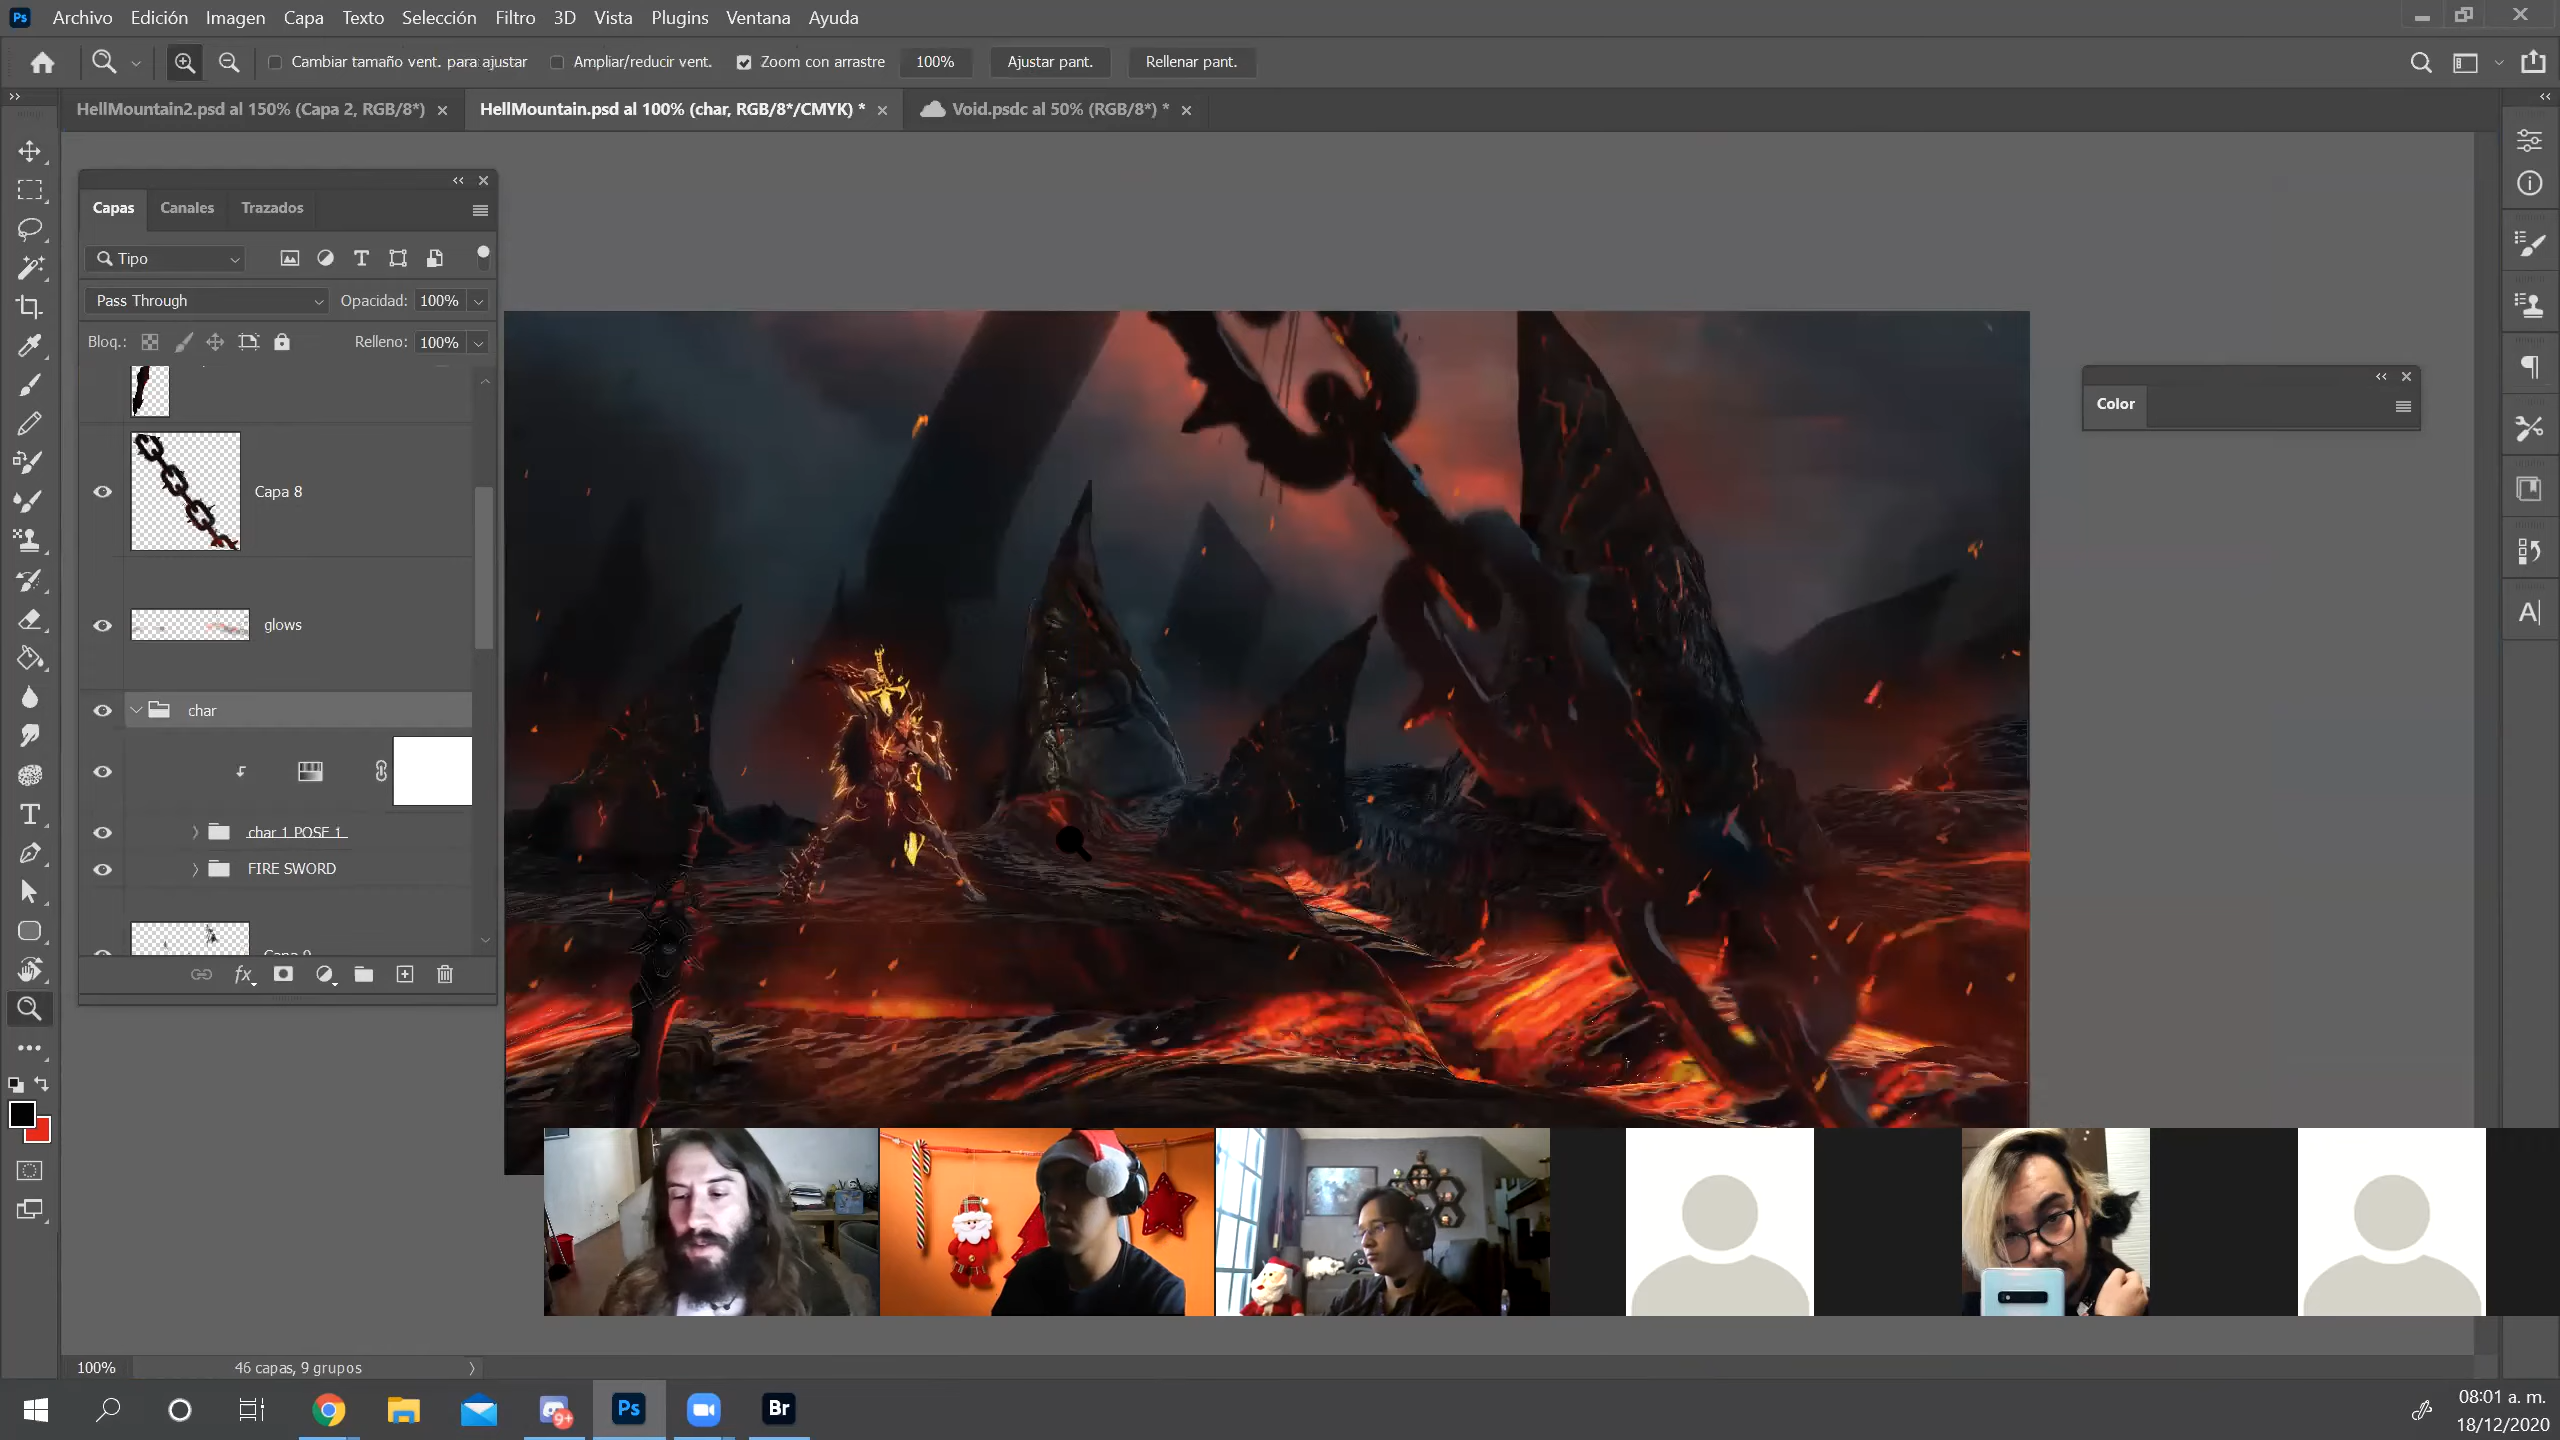 Ps Archivo Edición Imagen Capa Texto Selección Filtro 3D Vista Plugins Ventana Ayuda
Cambiar tamaño vent. para ajustar Ampliar/reducir vent. Zoom con arrastre 100% Ajustar pant. Rellenar pant.
HellMountain2.psd al 150% (Capa 2, RGB/8*) HellMountain.psd al 100% (char, RGB/8*/CMYK) * Void.psdc al 50% (RGB/8*) *
Capas Canales Trazados
Tipo
Pass Through Opacidad: 100%
Bloq.: Relleno: 100%
Capa 8
glows
char
char 1 POSE 1
FIRE SWORD
Color
100% 46 capas, 9 grupos
9+ Ps Br
08:01 a. m.
18/12/2020